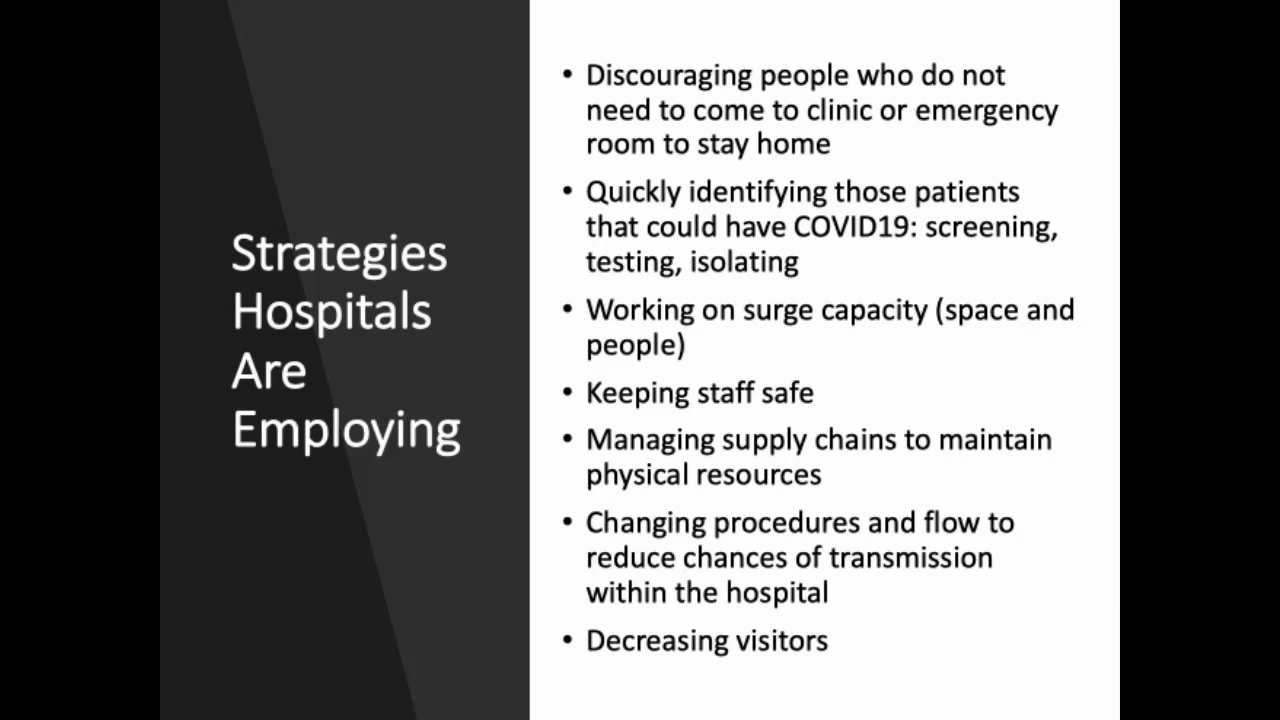 Strategies
Hospitals
Are
Employing
• Discouraging people who do not
need to come to clinic or emergency
room to stay home
• Quickly identifying those patients
that could have COVID19: screening,
testing, isolating
• Working on surge capacity (space and
people)
• Keeping staff safe
• Managing supply chains to maintain
physical resources
• Changing procedures and flow to
reduce chances of transmission
within the hospital
• Decreasing visitors